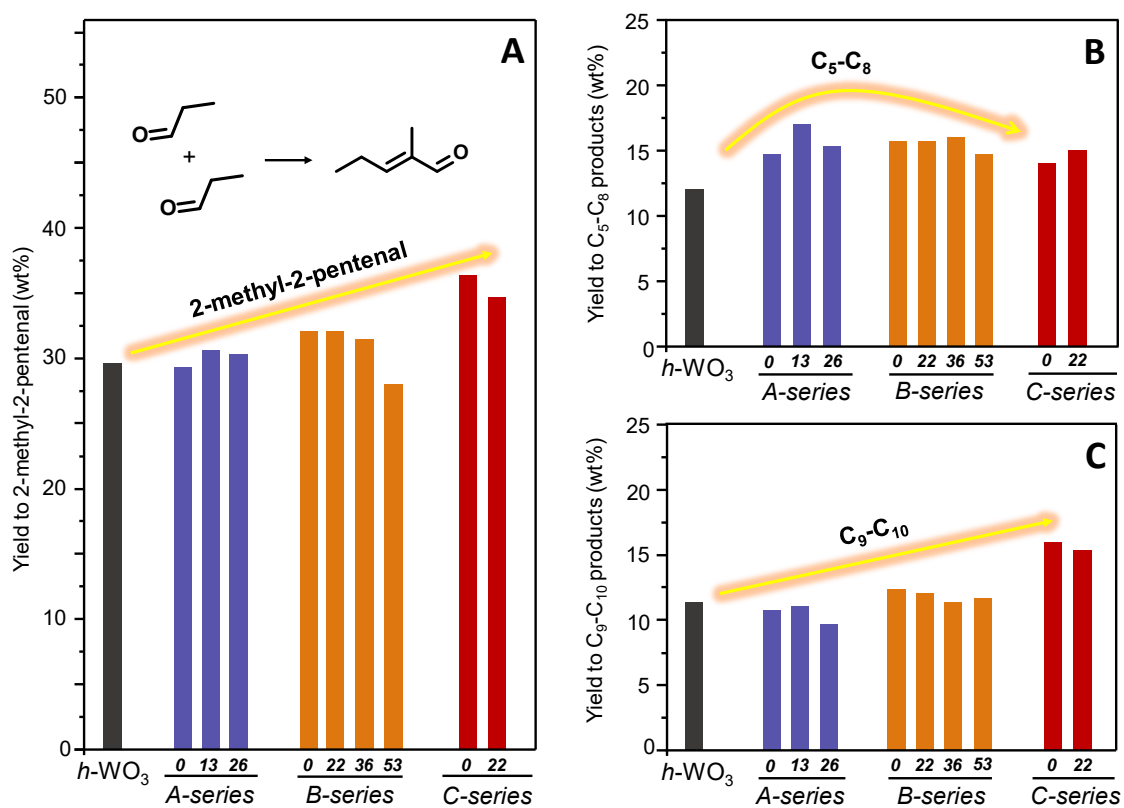 A
Yield to 2-methyl-2-pentenal (wt%)
50
40
30
20
10
0
O
+
O
O
2-methyl-2-pentenal
h-WO₃
0 13 26
0 22 36 53
0 22
A-series
B-series
C-series
B
Yield to C₅-C₈ products (wt%)
25
20
15
10
5
0
C₅-C₈
h-WO₃
0 13 26
0 22 36 53
0 22
A-series
B-series
C-series
C
Yield to C₉-C₁₀ products (wt%)
25
20
15
10
5
0
C₉-C₁₀
h-WO₃
0 13 26
0 22 36 53
0 22
A-series
B-series
C-series